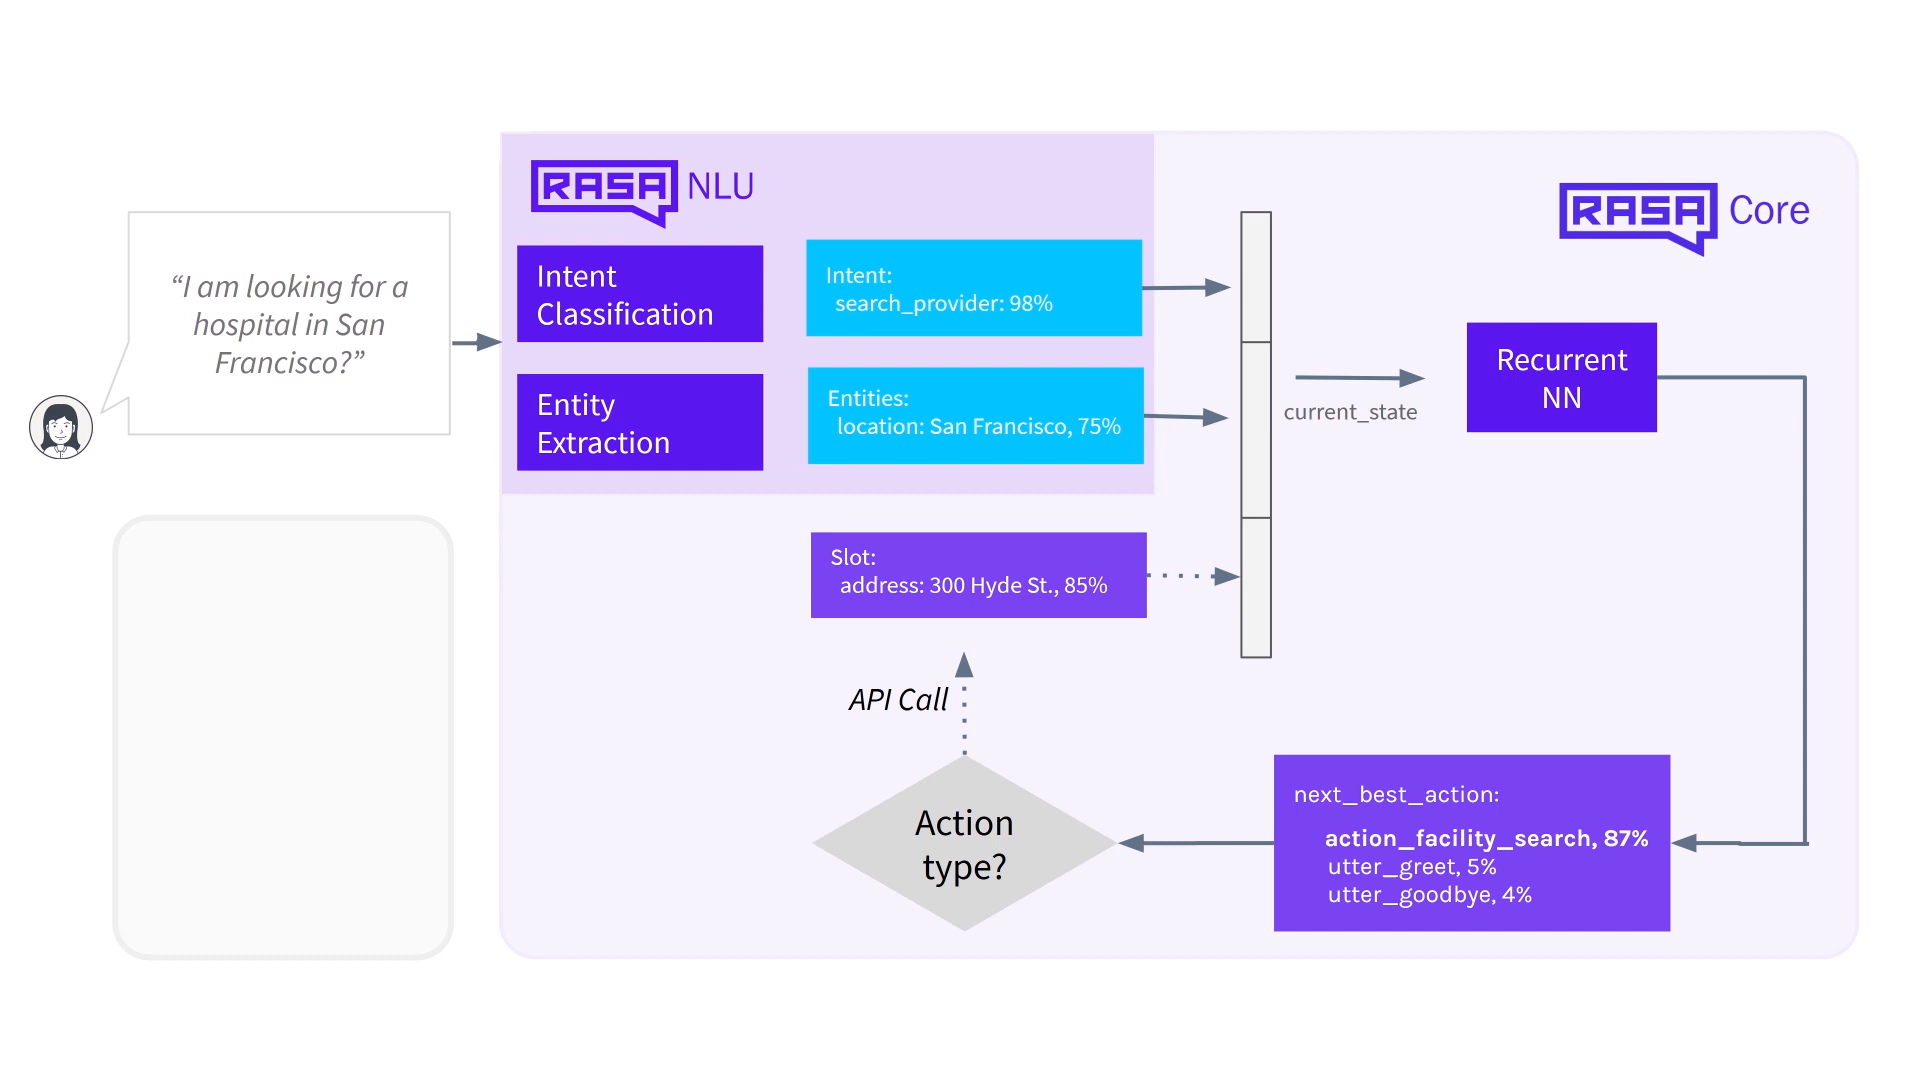 “I am looking for a
hospital in San
Francisco?”
RASA NLU
Intent
Classification
Entity
Extraction
Intent:
search_provider: 98%
Entities:
location: San Francisco, 75%
Slot:
address: 300 Hyde St., 85%
API Call
Action
type?
RASA Core
current_state
Recurrent
NN
next_best_action:
action_facility_search, 87%
utter_greet, 5%
utter_goodbye, 4%